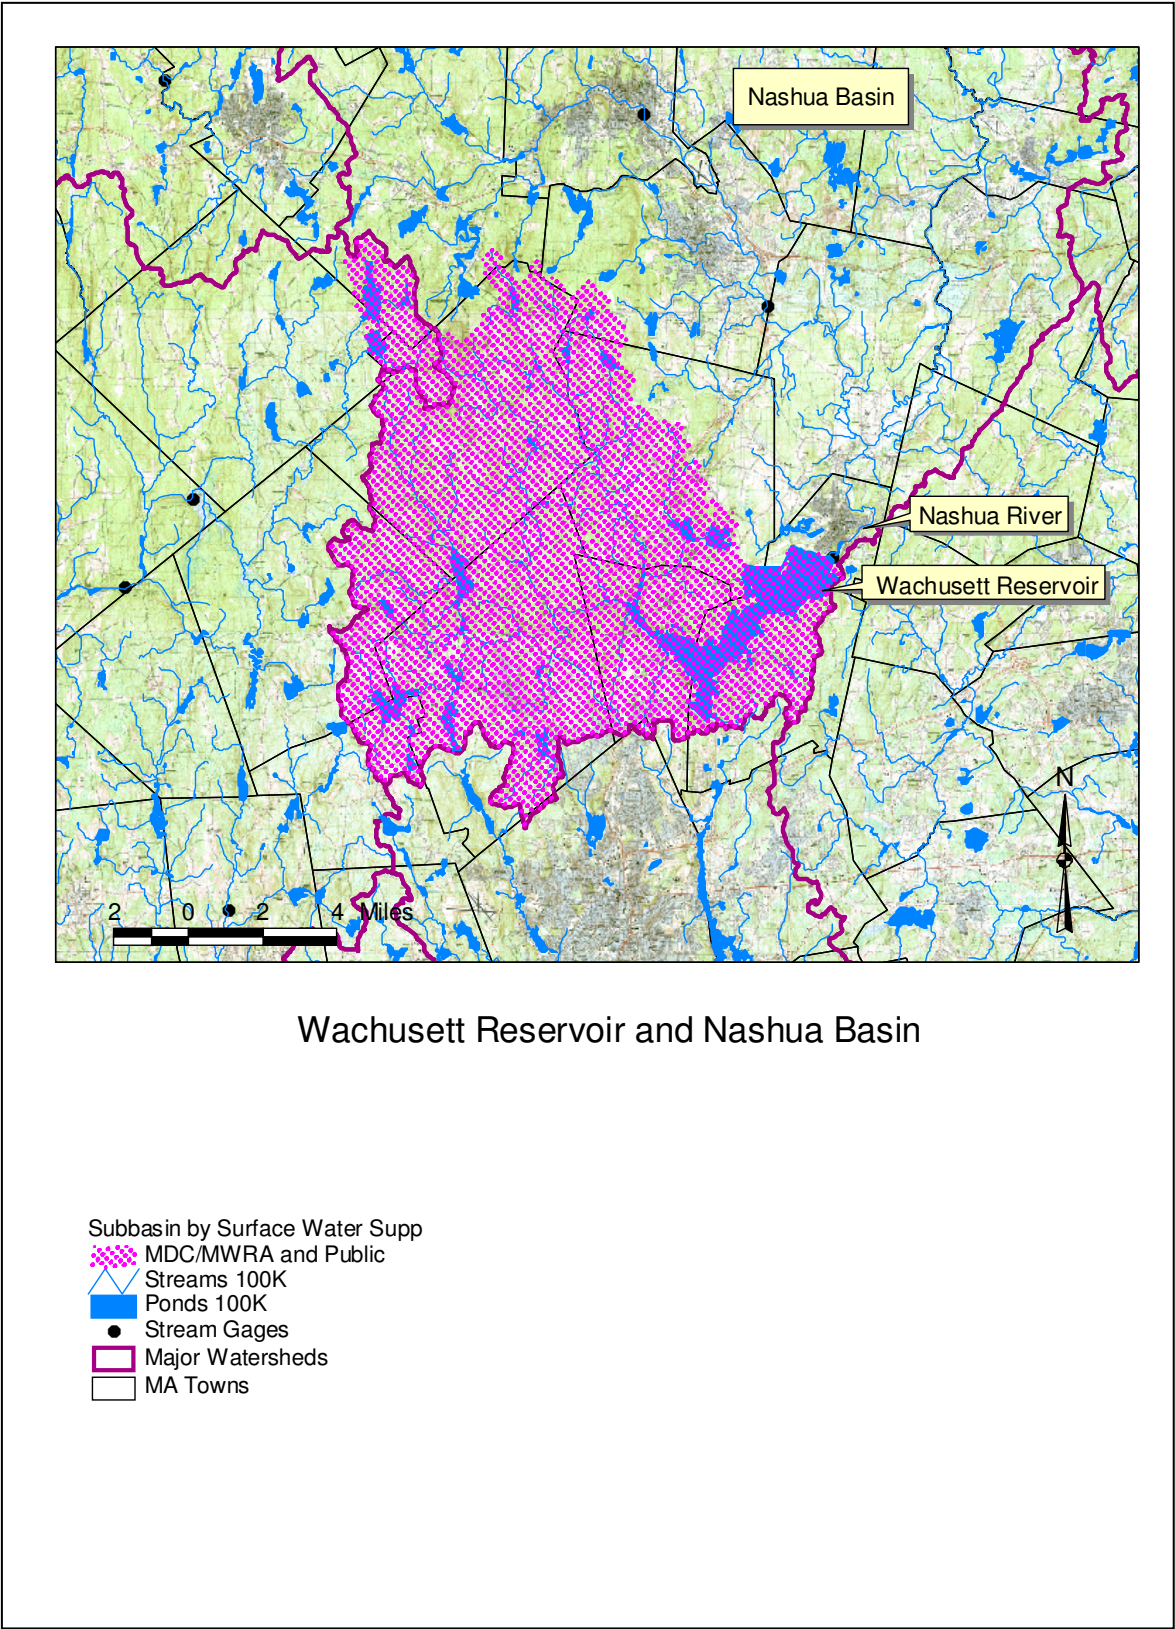 Nashua Basin
Nashua River
Wachusett Reservoir
N
2 0 2 4 Miles
Wachusett Reservoir and Nashua Basin
Subbasin by Surface Water Supp
MDC/MWRA and Public
Streams 100K
Ponds 100K
Stream Gages
Major Watersheds
MA Towns